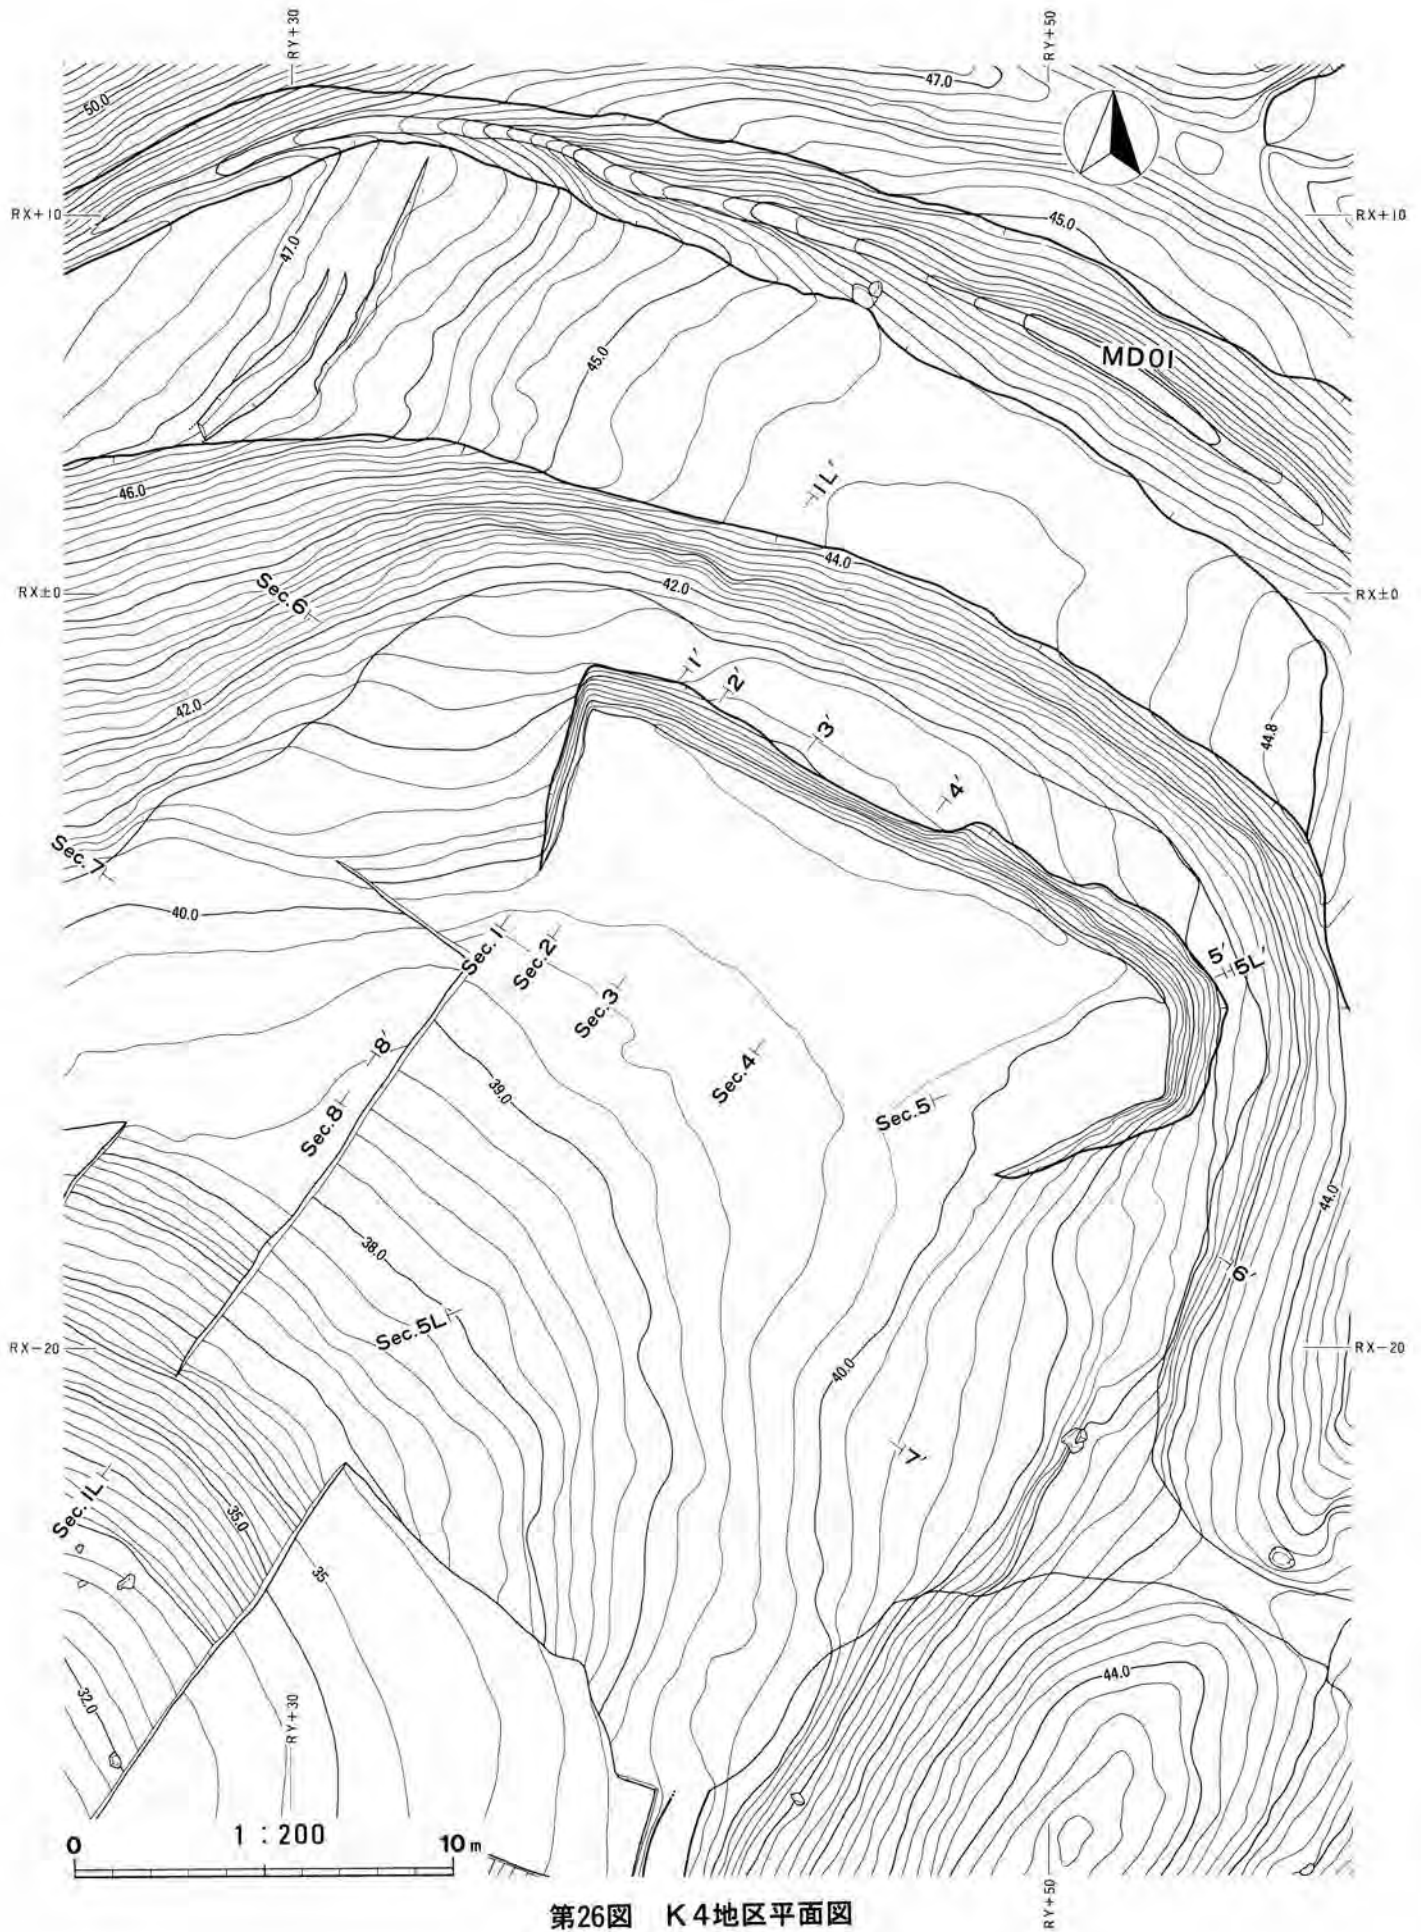 RY+30
RY+50
47.0
50.0
RX+10
45.0
RX+10
47.0
45.0
MD01
46.0
1L'
44.0
42.0
RX±0
Sec.6
RX±0
1'
2'
42.0
3'
44.8
4'
Sec.7
40.0
Sec.1
Sec.2
5'
5L'
Sec.3
8'
Sec.4
39.0
Sec.8
Sec.5
44.0
38.0
6'
Sec.5L
RX−20
RX−20
40.0
7'
Sec.1L
35.0
35
44.0
32.0
RY+30
1:200
0
10m
RY+50
第26図 K4地区平面図